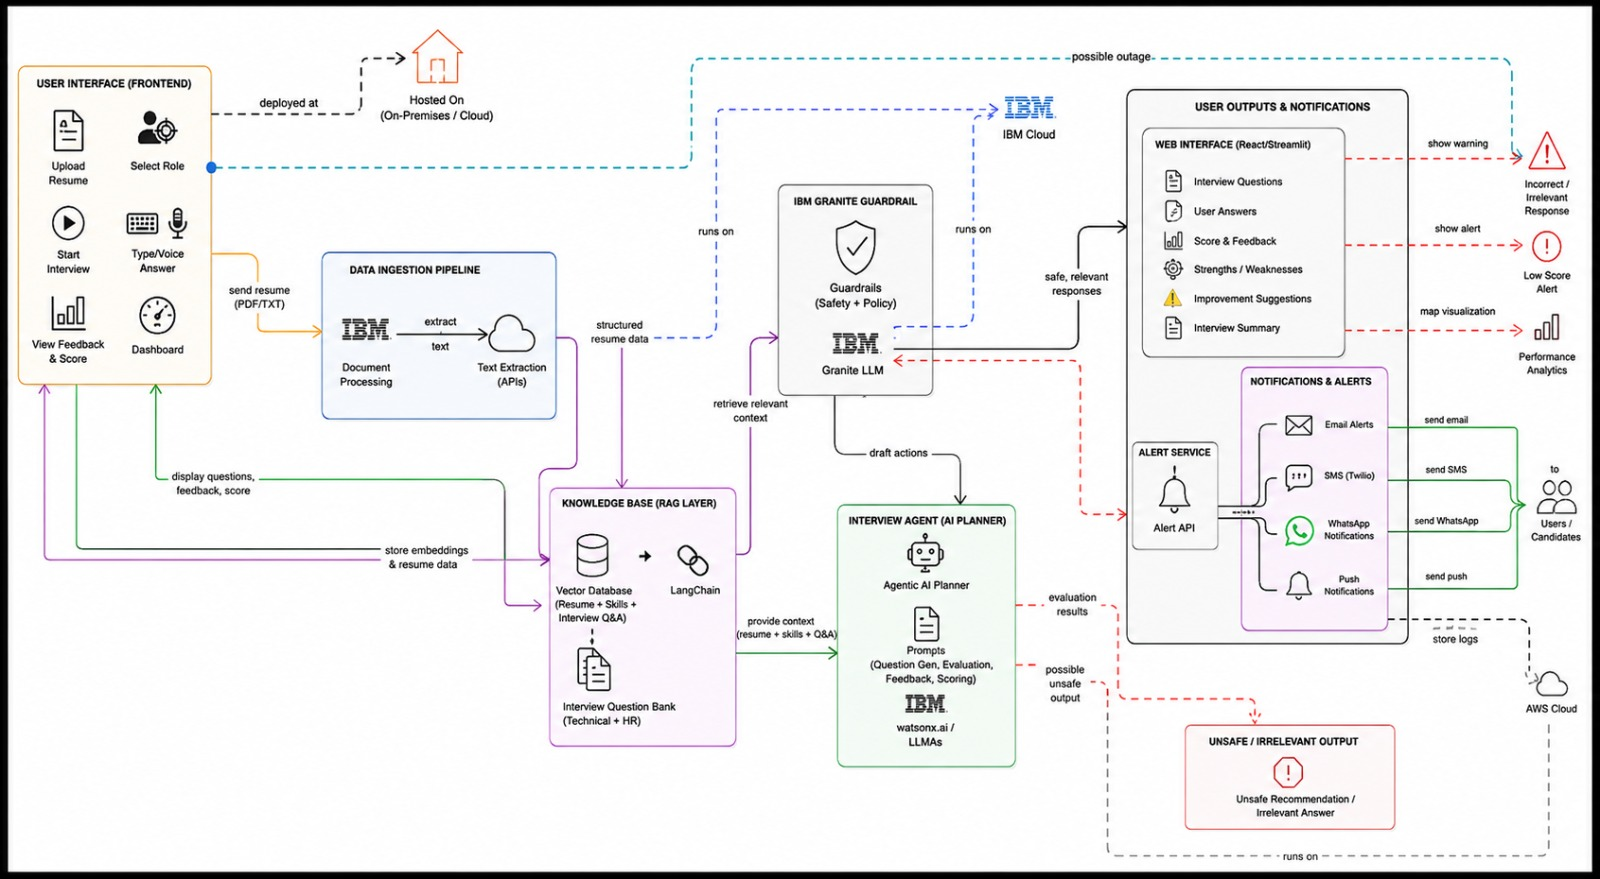 USER INTERFACE (FRONTEND)
Upload
Resume
Select Role
Start
Interview
Type/Voice
Answer
View Feedback
& Score
Dashboard
deployed at
Hosted On
(On-Premises / Cloud)
possible outage
send resume
(PDF/TXT)
DATA INGESTION PIPELINE
IBM
Document
Processing
extract
text
Text Extraction
(APIs)
structured
resume data
runs on
IBM
IBM Cloud
runs on
IBM GRANITE GUARDRAIL
Guardrails
(Safety + Policy)
IBM
Granite LLM
retrieve relevant
context
draft actions
safe, relevant
responses
display questions,
feedback, score
store embeddings
& resume data
KNOWLEDGE BASE (RAG LAYER)
Vector Database
(Resume + Skills +
Interview Q&A)
LangChain
Interview Question Bank
(Technical + HR)
provide context
(resume + skills + Q&A)
INTERVIEW AGENT (AI PLANNER)
Agentic AI Planner
Prompts
(Question Gen, Evaluation,
Feedback, Scoring)
IBM
watsonx.ai /
LLMAs
evaluation
results
possible
unsafe
output
USER OUTPUTS & NOTIFICATIONS
WEB INTERFACE (React/Streamlit)
Interview Questions
User Answers
Score & Feedback
Strengths / Weaknesses
Improvement Suggestions
Interview Summary
NOTIFICATIONS & ALERTS
Email Alerts
SMS (Twilio)
WhatsApp
Notifications
Push
Notifications
ALERT SERVICE
Alert API
show warning
Incorrect /
Irrelevant
Response
show alert
Low Score
Alert
map visualization
Performance
Analytics
send email
send SMS
send WhatsApp
send push
to
Users /
Candidates
store logs
AWS Cloud
UNSAFE / IRRELEVANT OUTPUT
Unsafe Recommendation /
Irrelevant Answer
runs on